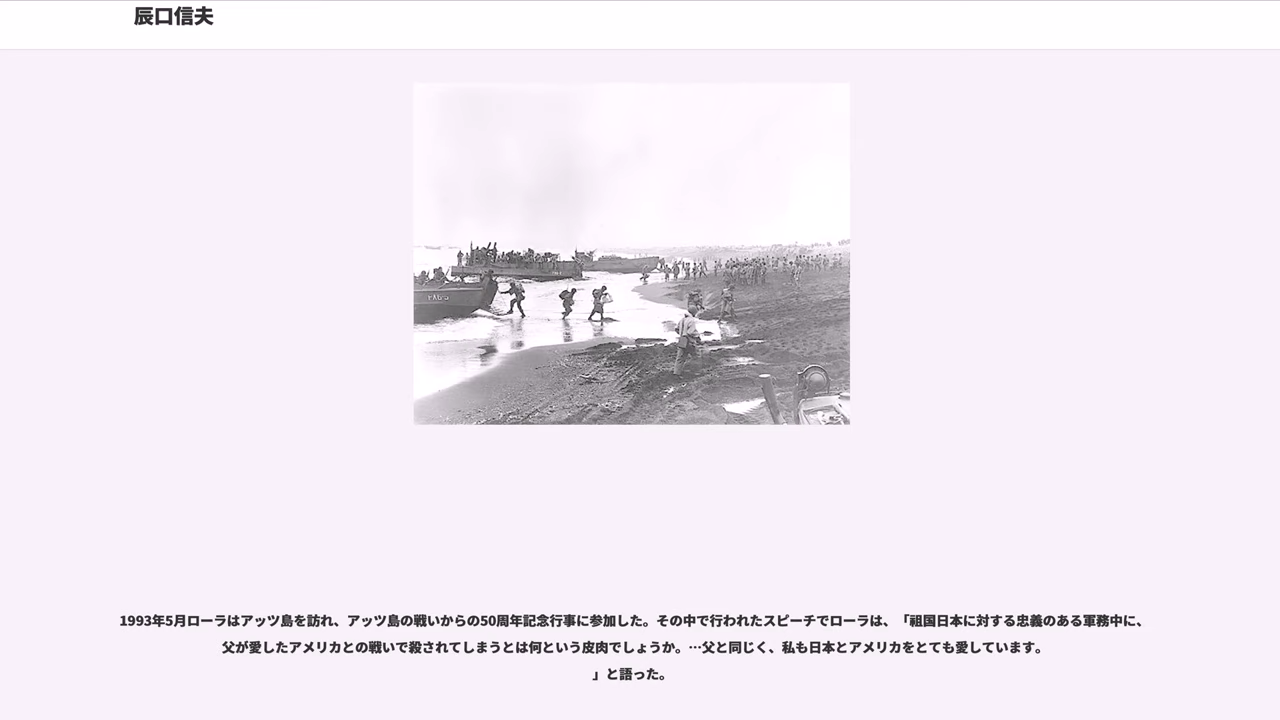 辰口信夫
1993年5月ローラはアッツ島を訪れ、アッツ島の戦いからの50周年記念行事に参加した。その中で行われたスピーチでローラは、「祖国日本に対する忠義のある軍務中に、
父が愛したアメリカとの戦いで殺されてしまうとは何という皮肉でしょうか。…父と同じく、私も日本とアメリカをとても愛しています。
」と語った。